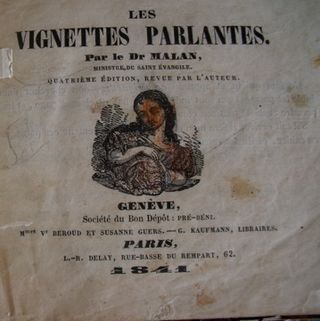 LES
VIGNETTES PARLANTES.
Par le Dr MALAN,
MINISTRE DU SAINT ÉVANGILE.
QUATRIÈME ÉDITION, REVUE PAR L'AUTEUR.
GENÈVE,
Société du Bon Dépôt: PRÉ-BÉNI.
Mmes Ve BEROUD ET SUSANNE GUERS. — G. KAUFMANN, LIBRAIRES.
PARIS,
L.-R. DELAY, RUE-BASSE DU REMPART, 62.
1841